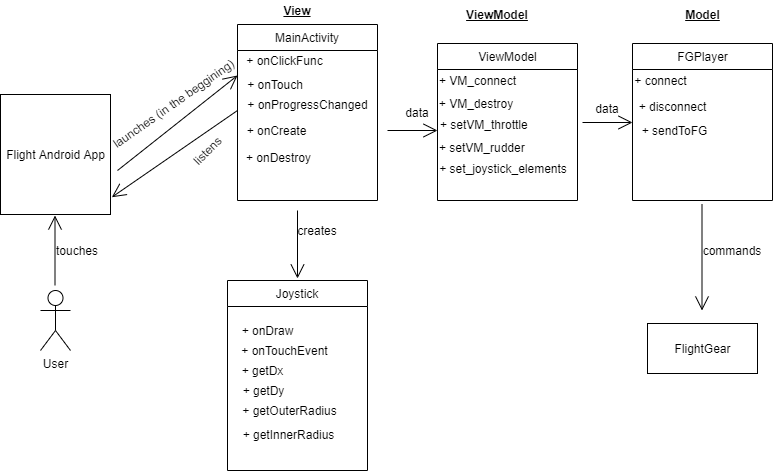 View
ViewModel
Model
MainActivity
+ onClickFunc
+ onTouch
+ onProgressChanged
+ onCreate
+ onDestroy
ViewModel
+ VM_connect
+ VM_destroy
+ setVM_throttle
+ setVM_rudder
+ set_joystick_elements
FGPlayer
+ connect
+ disconnect
+ sendToFG
launches (in the beggining)
listens
data
data
Flight Android App
touches
User
creates
commands
Joystick
+ onDraw
+ onTouchEvent
+ getDx
+ getDy
+ getOuterRadius
+ getInnerRadius
FlightGear